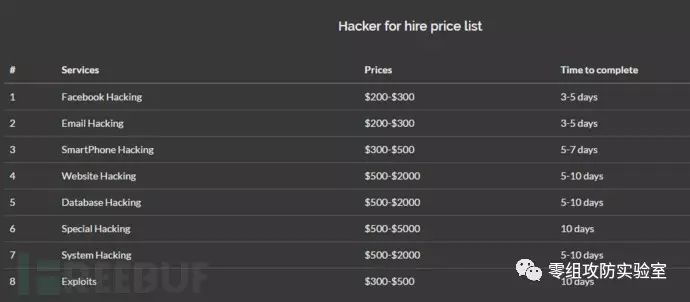 Hacker for hire price list
# Services Prices Time to complete
1 Facebook Hacking $200-$300 3-5 days
2 Email Hacking $200-$300 3-5 days
3 SmartPhone Hacking $300-$500 5-7 days
4 Website Hacking $500-$2000 5-10 days
5 Database Hacking $500-$2000 5-10 days
6 Special Hacking $500-$5000 10 days
7 System Hacking $500-$2000 5-10 days
8 Exploits $300-$500 10 days
REEBUF
零组攻防实验室